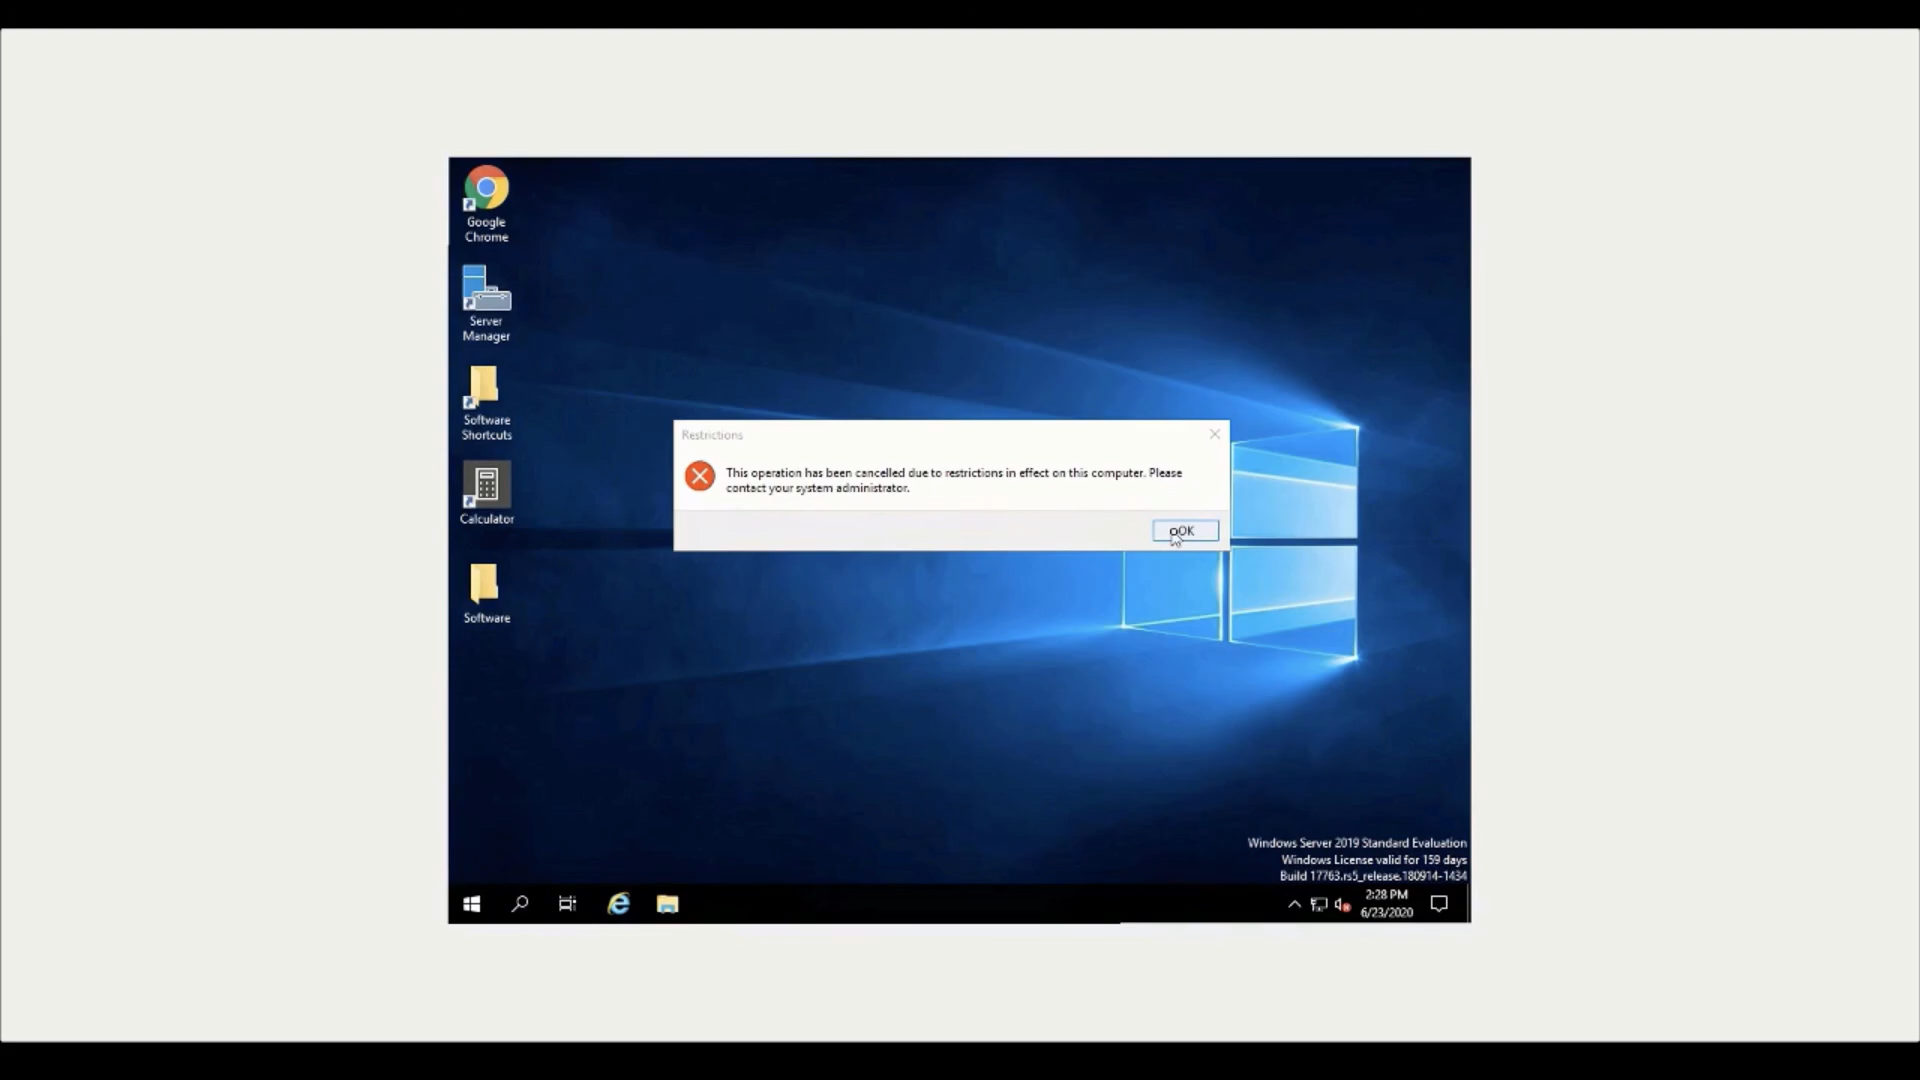 Google
Chrome
Server
Manager
Software
Shortcuts
Calculator
Software
Restrictions
This operation has been cancelled due to restrictions in effect on this computer. Please
contact your system administrator.
OK
Windows Server 2019 Standard Evaluation
Windows License valid for 159 days
Build 17763.rs5_release.180914-1434
2:28 PM
6/23/2020